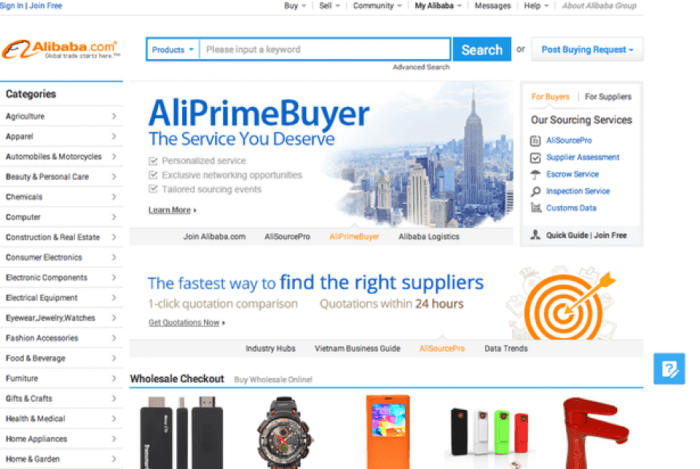 Sign In | Join Free
Buy
Sell
Community
My Alibaba
Messages
Help
About Alibaba Group
Alibaba.com
Global trade starts here.™
Products
Please input a keyword
Search
or
Post Buying Request
Advanced Search
Categories
Agriculture
Apparel
Automobiles & Motorcycles
Beauty & Personal Care
Chemicals
Computer
Construction & Real Estate
Consumer Electronics
Electronic Components
Electrical Equipment
Eyewear,Jewelry,Watches
Fashion Accessories
Food & Beverage
Furniture
Gifts & Crafts
Health & Medical
Home Appliances
Home & Garden
AliPrimeBuyer
The Service You Deserve
Personalized service
Exclusive networking opportunities
Tailored sourcing events
Learn More
Join Alibaba.com
AliSourcePro
AliPrimeBuyer
Alibaba Logistics
For Buyers | For Suppliers
Our Sourcing Services
AliSourcePro
Supplier Assessment
Escrow Service
Inspection Service
Customs Data
Quick Guide | Join Free
The fastest way to find the right suppliers
1-click quotation comparison Quotations within 24 hours
Get Quotations Now
Industry Hubs
Vietnam Business Guide
AliSourcePro
Data Trends
Wholesale Checkout
Buy Wholesale Online!